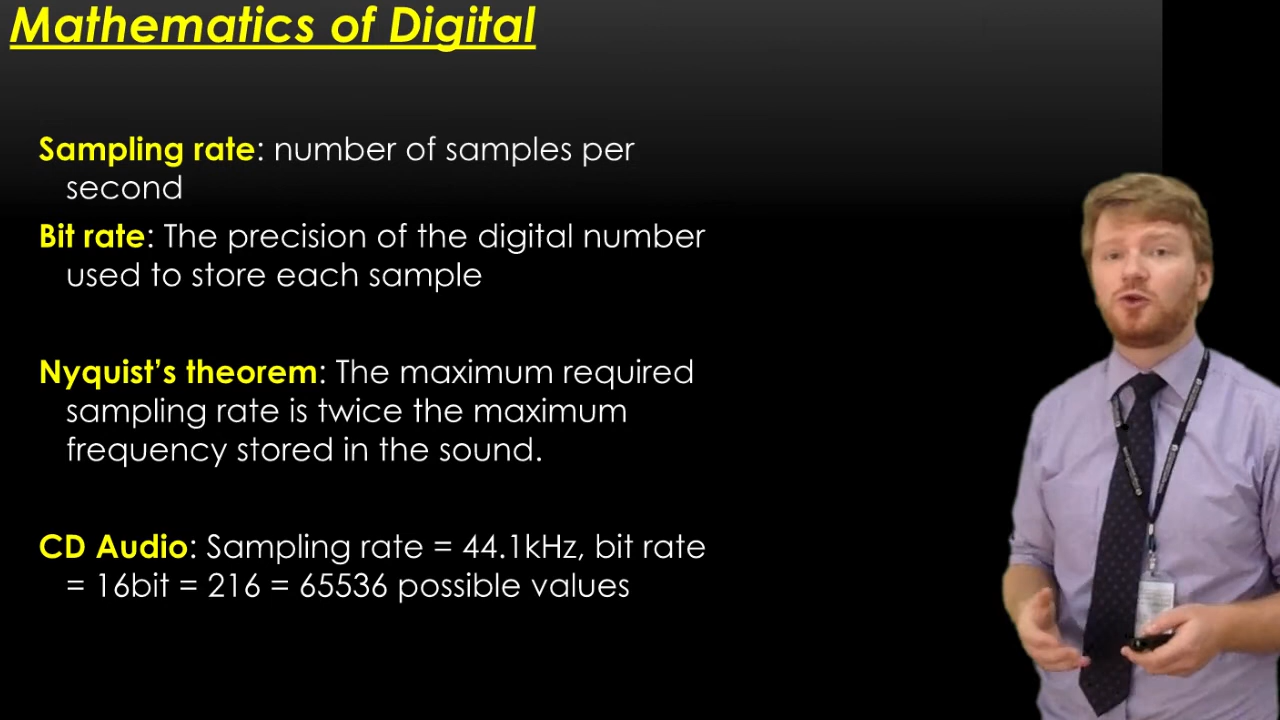 Mathematics of Digital
Sampling rate: number of samples per
second
Bit rate: The precision of the digital number
used to store each sample
Nyquist’s theorem: The maximum required
sampling rate is twice the maximum
frequency stored in the sound.
CD Audio: Sampling rate = 44.1kHz, bit rate
= 16bit = 216 = 65536 possible values